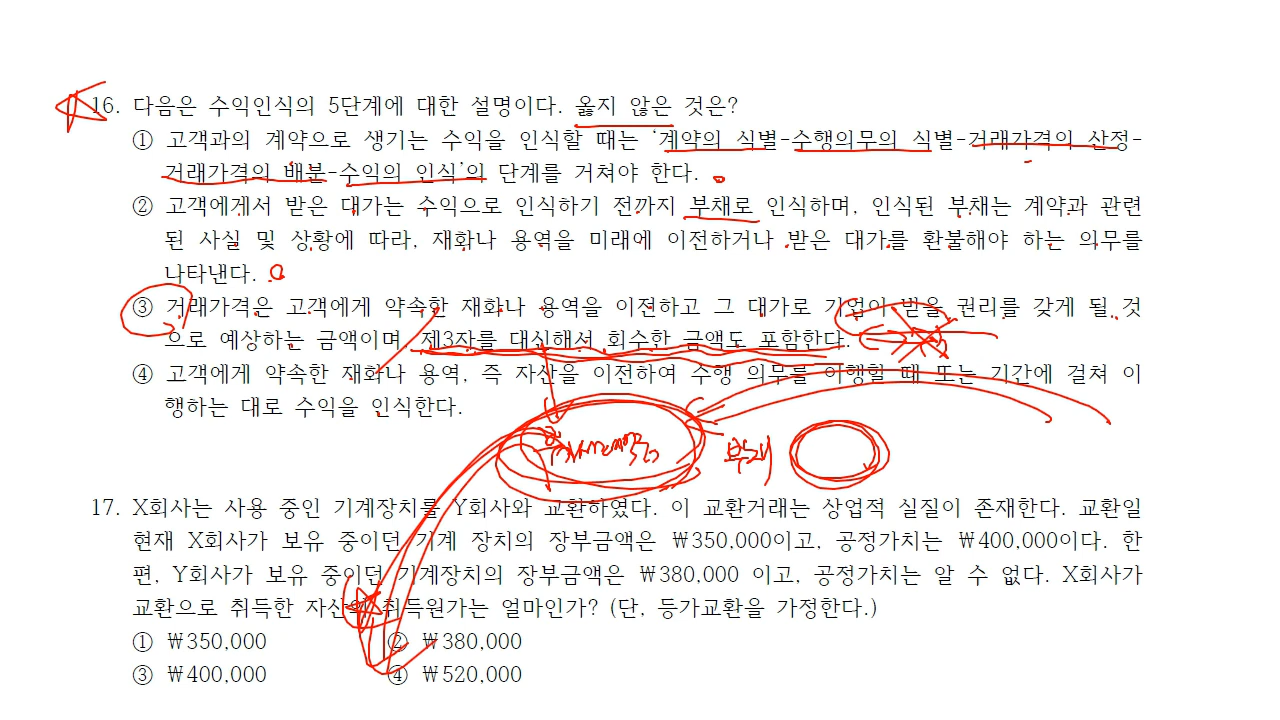 16. 다음은 수익인식의 5단계에 대한 설명이다. 옳지 않은 것은?
① 고객과의 계약으로 생기는 수익을 인식할 때는 ‘계약의 식별-수행의무의 식별-거래가격의 산정-
거래가격의 배분-수익의 인식’의 단계를 거쳐야 한다.
② 고객에게서 받은 대가는 수익으로 인식하기 전까지 부채로 인식하며, 인식된 부채는 계약과 관련
된 사실 및 상황에 따라, 재화나 용역을 미래에 이전하거나 받은 대가를 환불해야 하는 의무를
나타낸다.
③ 거래가격은 고객에게 약속한 재화나 용역을 이전하고 그 대가로 기업이 받을 권리를 갖게 될 것
으로 예상하는 금액이며, 제3자를 대신해서 회수한 금액도 포함한다.
④ 고객에게 약속한 재화나 용역, 즉 자산을 이전하여 수행 의무를 이행할 때 또는 기간에 걸쳐 이
행하는 대로 수익을 인식한다.
부채
17. X회사는 사용 중인 기계장치를 Y회사와 교환하였다. 이 교환거래는 상업적 실질이 존재한다. 교환일
현재 X회사가 보유 중이던 기계 장치의 장부금액은 ₩350,000이고, 공정가치는 ₩400,000이다. 한
편, Y회사가 보유 중이던 기계장치의 장부금액은 ₩380,000 이고, 공정가치는 알 수 없다. X회사가
교환으로 취득한 자산의 취득원가는 얼마인가? (단, 등가교환을 가정한다.)
① ₩350,000 ② ₩380,000
③ ₩400,000 ④ ₩520,000